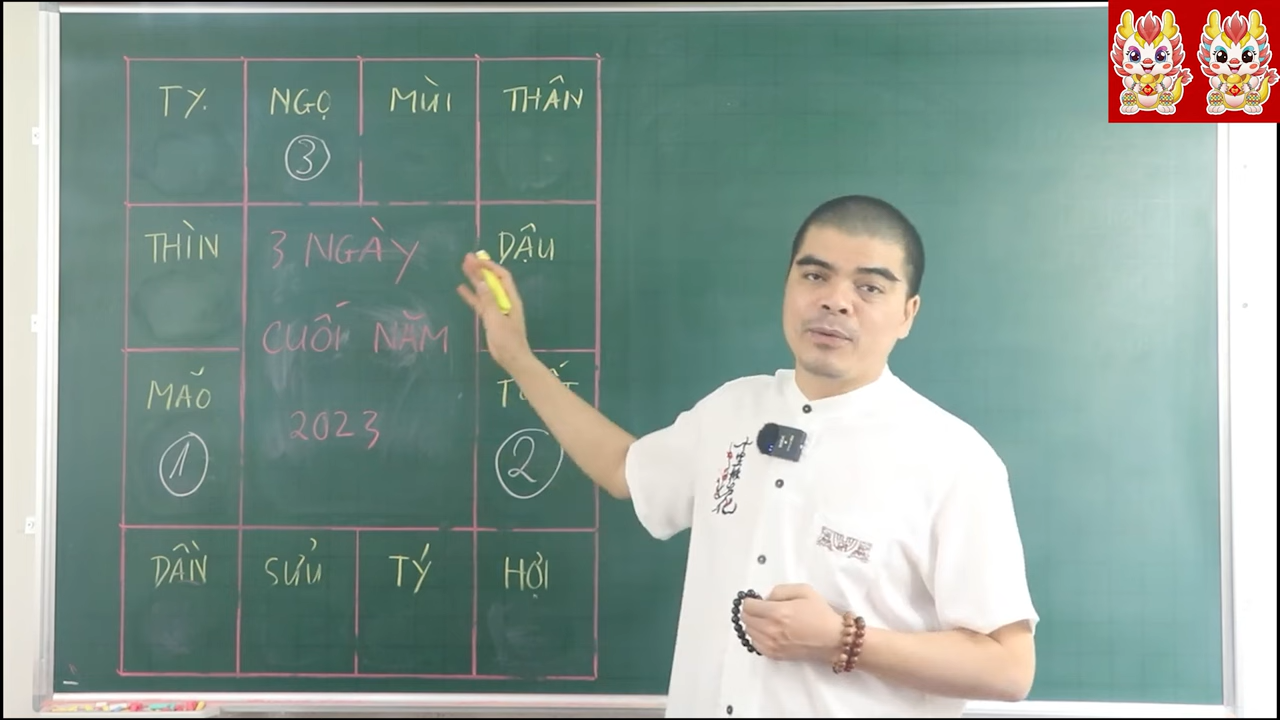 TỴ NGỌ MÙI THÂN
③
THÌN 3 NGÀY DẬU
CUỐI NĂM
MÃO
2023
① ②
DẦN SỬU TÝ HỢI